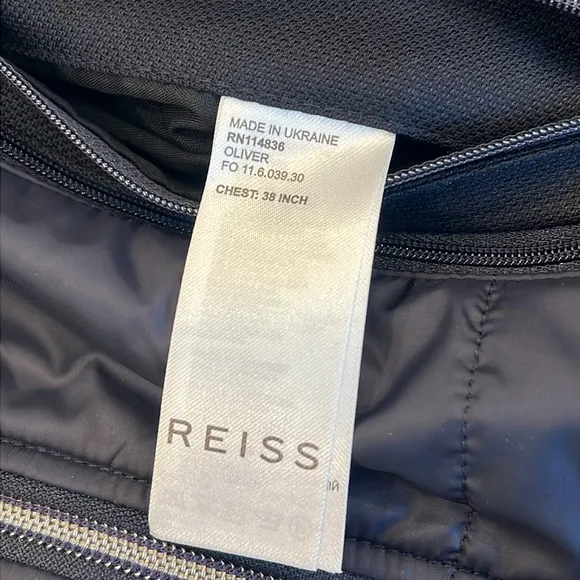 MADE IN UKRAINE
RN114836
OLIVER
FO 11.6.039.30
CHEST: 38 INCH
REISS